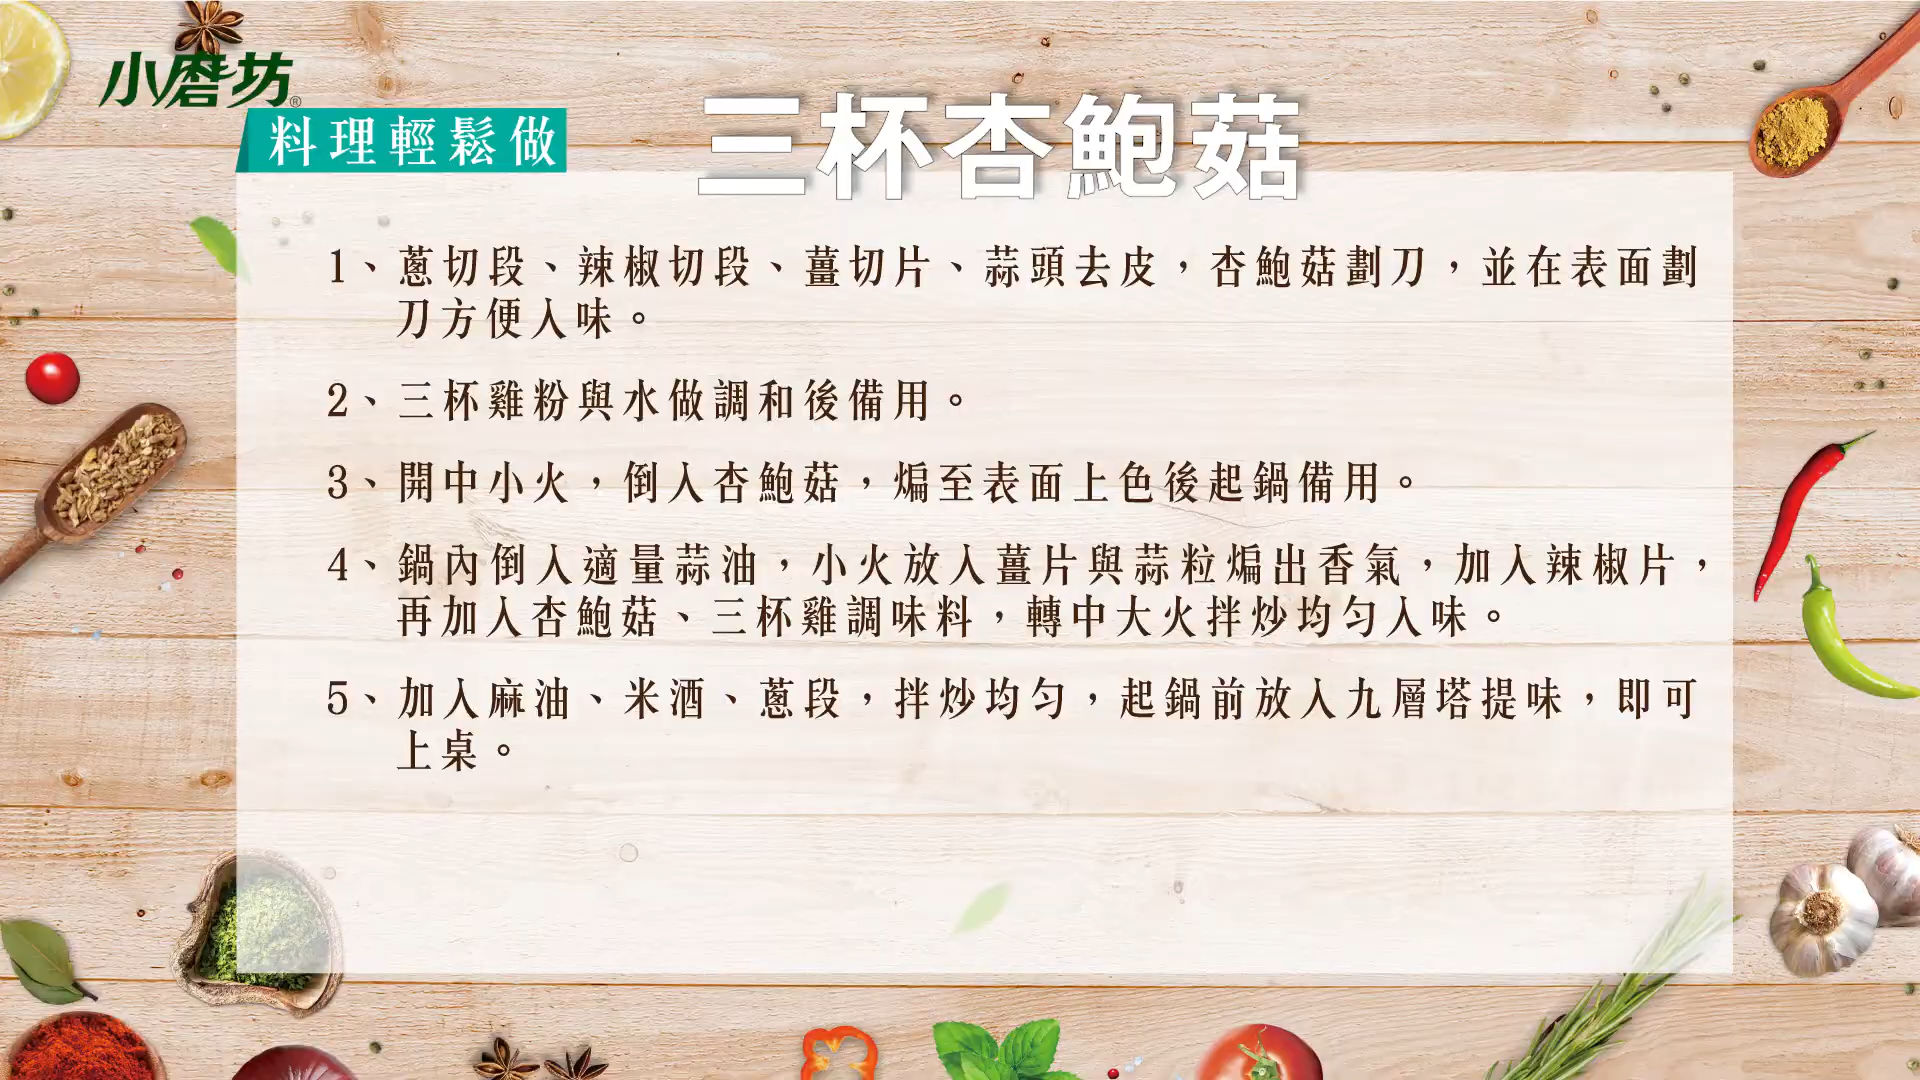 小磨坊®
料理輕鬆做
三杯杏鮑菇
1、蔥切段、辣椒切段、薑切片、蒜頭去皮，杏鮑菇劃刀，並在表面劃
刀方便入味。
2、三杯雞粉與水做調和後備用。
3、開中小火，倒入杏鮑菇，煸至表面上色後起鍋備用。
4、鍋內倒入適量蒜油，小火放入薑片與蒜粒煸出香氣，加入辣椒片，
再加入杏鮑菇、三杯雞調味料，轉中大火拌炒均勻入味。
5、加入麻油、米酒、蔥段，拌炒均勻，起鍋前放入九層塔提味，即可
上桌。